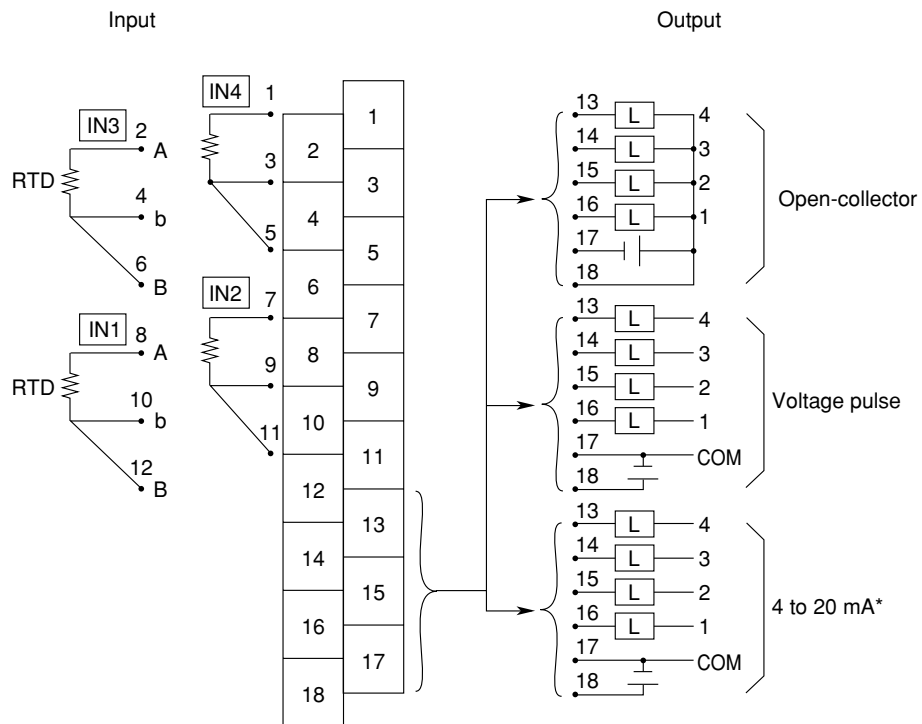 Input
Output
IN4
1
3
5
IN3
2
A
RTD
4
b
6
B
IN2
7
9
11
IN1
8
A
RTD
10
b
12
B
2
4
6
8
10
12
14
16
18
1
3
5
7
9
11
13
15
17
13 L 4
14 L 3
15 L 2
16 L 1
17
18
Open-collector
13 L 4
14 L 3
15 L 2
16 L 1
17 COM
18
Voltage pulse
13 L 4
14 L 3
15 L 2
16 L 1
17 COM
18
4 to 20 mA*